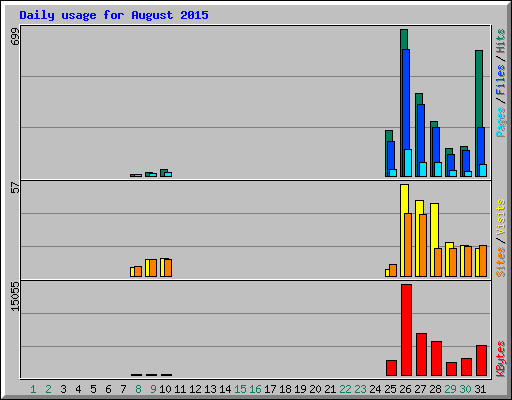 Daily usage for August 2015
699
57
15055
Pages / Files / Hits
Sites / Visits
KBytes
1 2 3 4 5 6 7 8 9 10 11 12 13 14 15 16 17 18 19 20 21 22 23 24 25 26 27 28 29 30 31